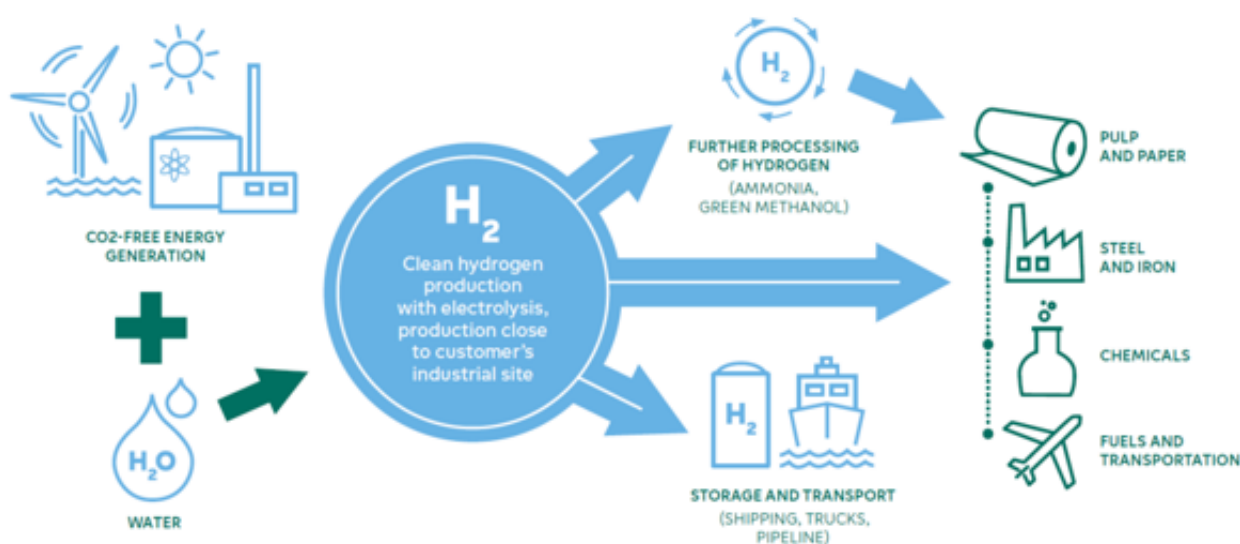 CO2-FREE ENERGY
GENERATION
H₂O
WATER
H₂
Clean hydrogen
production
with electrolysis,
production close
to customer's
industrial site
H₂
FURTHER PROCESSING
OF HYDROGEN
(AMMONIA,
GREEN METHANOL)
H₂
STORAGE AND TRANSPORT
(SHIPPING, TRUCKS,
PIPELINE)
PULP
AND PAPER
STEEL
AND IRON
CHEMICALS
FUELS AND
TRANSPORTATION